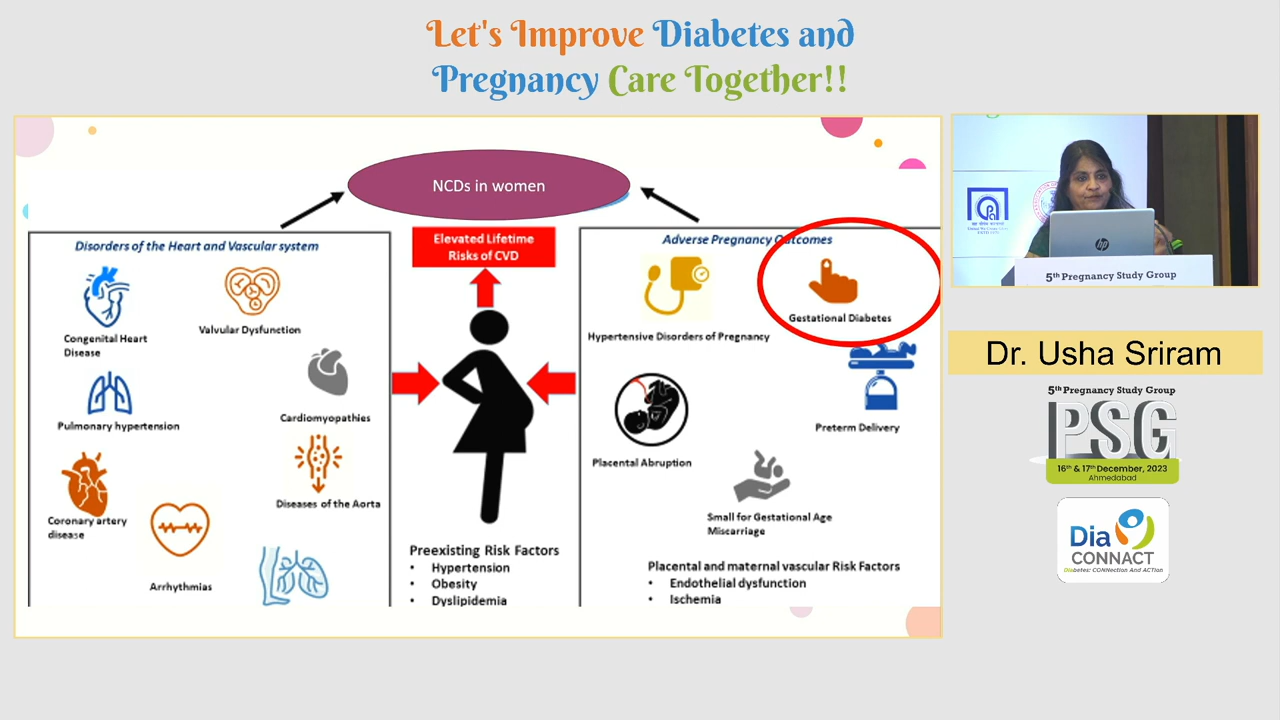 Let's Improve Diabetes and
Pregnancy Care Together!!
NCDs in women
Disorders of the Heart and Vascular system
Congenital Heart
Disease
Valvular Dysfunction
Pulmonary hypertension
Cardiomyopathies
Coronary artery
disease
Diseases of the Aorta
Arrhythmias
Elevated Lifetime
Risks of CVD
Preexisting Risk Factors
• Hypertension
• Obesity
• Dyslipidemia
Adverse Pregnancy Outcomes
Hypertensive Disorders of Pregnancy
Gestational Diabetes
Placental Abruption
Preterm Delivery
Small for Gestational Age
Miscarriage
Placental and maternal vascular Risk Factors
• Endothelial dysfunction
• Ischemia
hp
5th Pregnancy Study Group
Dr. Usha Sriram
5th Pregnancy Study Group
PSG
16th & 17th December, 2023
Ahmedabad
Dia
CONNACT
Diabetes: CONNection And ACTion